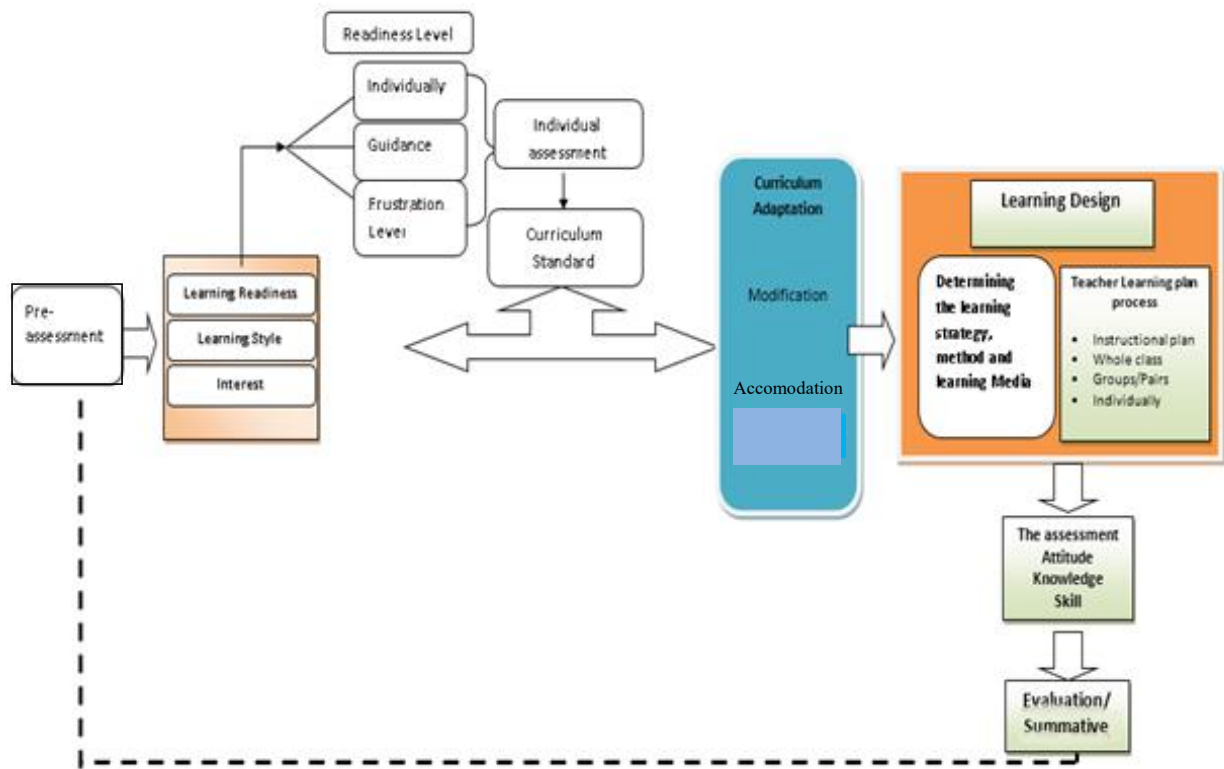 Readiness Level
Individually
Guidance
Frustration
Level
Individual
assessment
Curriculum
Standard
Pre-
assessment
Learning Readiness
Learning Style
Interest
Curriculum
Adaptation
Modification
Accomodation
Learning Design
Determining
the learning
strategy,
method and
learning Media
Teacher Learning plan
process
• Instructional plan
• Whole class
• Groups/Pairs
• Individually
The assessment
Attitude
Knowledge
Skill
Evaluation/
Summative